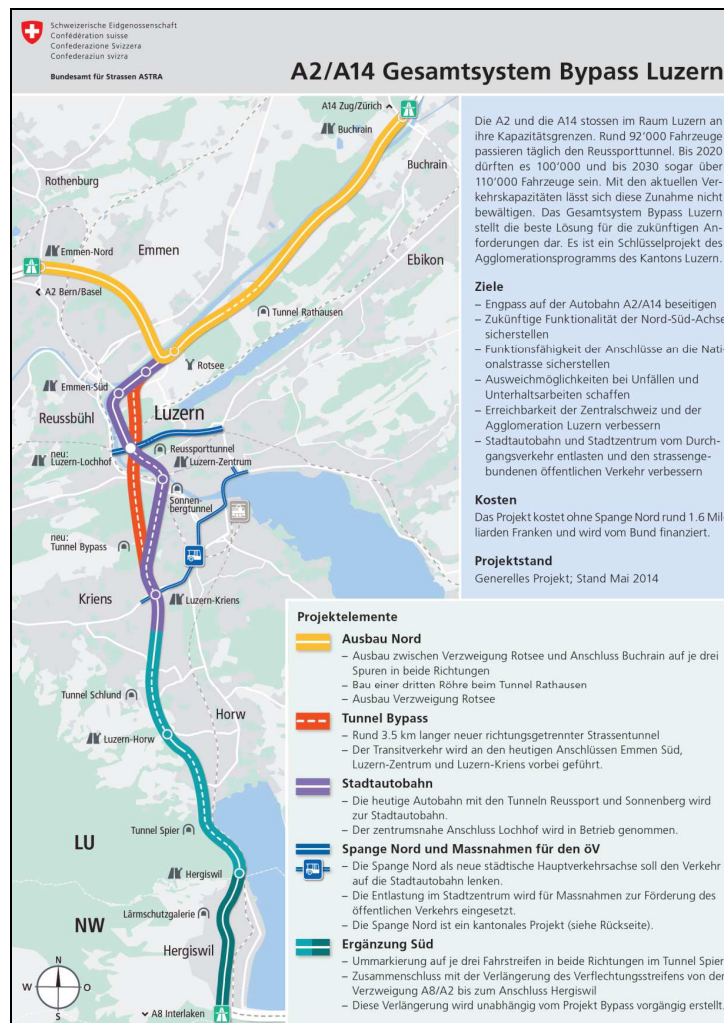 Schweizerische Eidgenossenschaft
Confédération suisse
Confederazione Svizzera
Confederaziun svizra
Bundesamt für Strassen ASTRA
A2/A14 Gesamtsystem Bypass Luzern
A14 Zug/Zürich
Buchrain
Buchrain
Rothenburg
Emmen-Nord
Emmen
Ebikon
A2 Bern/Basel
Tunnel Rathausen
Rotsee
Emmen-Süd
Reussbühl
Luzern
neu:
Luzern-Lochhof
Reussporttunnel
Luzern-Zentrum
Sonnen-
bergtunnel
neu:
Tunnel Bypass
Kriens
Luzern-Kriens
Tunnel Schlund
Horw
Luzern-Horw
Tunnel Spier
LU
Hergiswil
NW
Lärmschutzgalerie
Hergiswil
N
W
O
S
A8 Interlaken
Die A2 und die A14 stossen im Raum Luzern an
ihre Kapazitätsgrenzen. Rund 92'000 Fahrzeuge
passieren täglich den Reussporttunnel. Bis 2020
dürften es 100'000 und bis 2030 sogar über
110'000 Fahrzeuge sein. Mit den aktuellen Ver-
kehrskapazitäten lässt sich diese Zunahme nicht
bewältigen. Das Gesamtsystem Bypass Luzern
stellt die beste Lösung für die zukünftigen An-
forderungen dar. Es ist ein Schlüsselprojekt des
Agglomerationsprogramms des Kantons Luzern.
Ziele
– Engpass auf der Autobahn A2/A14 beseitigen
– Zukünftige Funktionalität der Nord-Süd-Achse
sicherstellen
– Funktionsfähigkeit der Anschlüsse an die Nati-
onalstrasse sicherstellen
– Ausweichmöglichkeiten bei Unfällen und
Unterhaltsarbeiten schaffen
– Erreichbarkeit der Zentralschweiz und der
Agglomeration Luzern verbessern
– Stadtautobahn und Stadtzentrum vom Durch-
gangsverkehr entlasten und den strassenge-
bundenen öffentlichen Verkehr verbessern
Kosten
Das Projekt kostet ohne Spange Nord rund 1.6 Mil-
liarden Franken und wird vom Bund finanziert.
Projektstand
Generelles Projekt; Stand Mai 2014
Projektelemente
Ausbau Nord
– Ausbau zwischen Verzweigung Rotsee und Anschluss Buchrain auf je drei
Spuren in beide Richtungen
– Bau einer dritten Röhre beim Tunnel Rathausen
– Ausbau Verzweigung Rotsee
Tunnel Bypass
– Rund 3.5 km langer neuer richtungsgetrennter Strassentunnel
– Der Transitverkehr wird an den heutigen Anschlüssen Emmen Süd,
Luzern-Zentrum und Luzern-Kriens vorbei geführt.
Stadtautobahn
– Die heutige Autobahn mit den Tunneln Reussport und Sonnenberg wird
zur Stadtautobahn.
– Der zentrumsnahe Anschluss Lochhof wird in Betrieb genommen.
Spange Nord und Massnahmen für den öV
– Die Spange Nord als neue städtische Hauptverkehrsachse soll den Verkehr
auf die Stadtautobahn lenken.
– Die Entlastung im Stadtzentrum wird für Massnahmen zur Förderung des
öffentlichen Verkehrs eingesetzt.
– Die Spange Nord ist ein kantonales Projekt (siehe Rückseite).
Ergänzung Süd
– Ummarkierung auf je drei Fahrstreifen in beide Richtungen im Tunnel Spier
– Zusammenschluss mit der Verlängerung des Verflechtungsstreifens von der
Verzweigung A8/A2 bis zum Anschluss Hergiswil
– Diese Verlängerung wird unabhängig vom Projekt Bypass vorgängig erstellt.